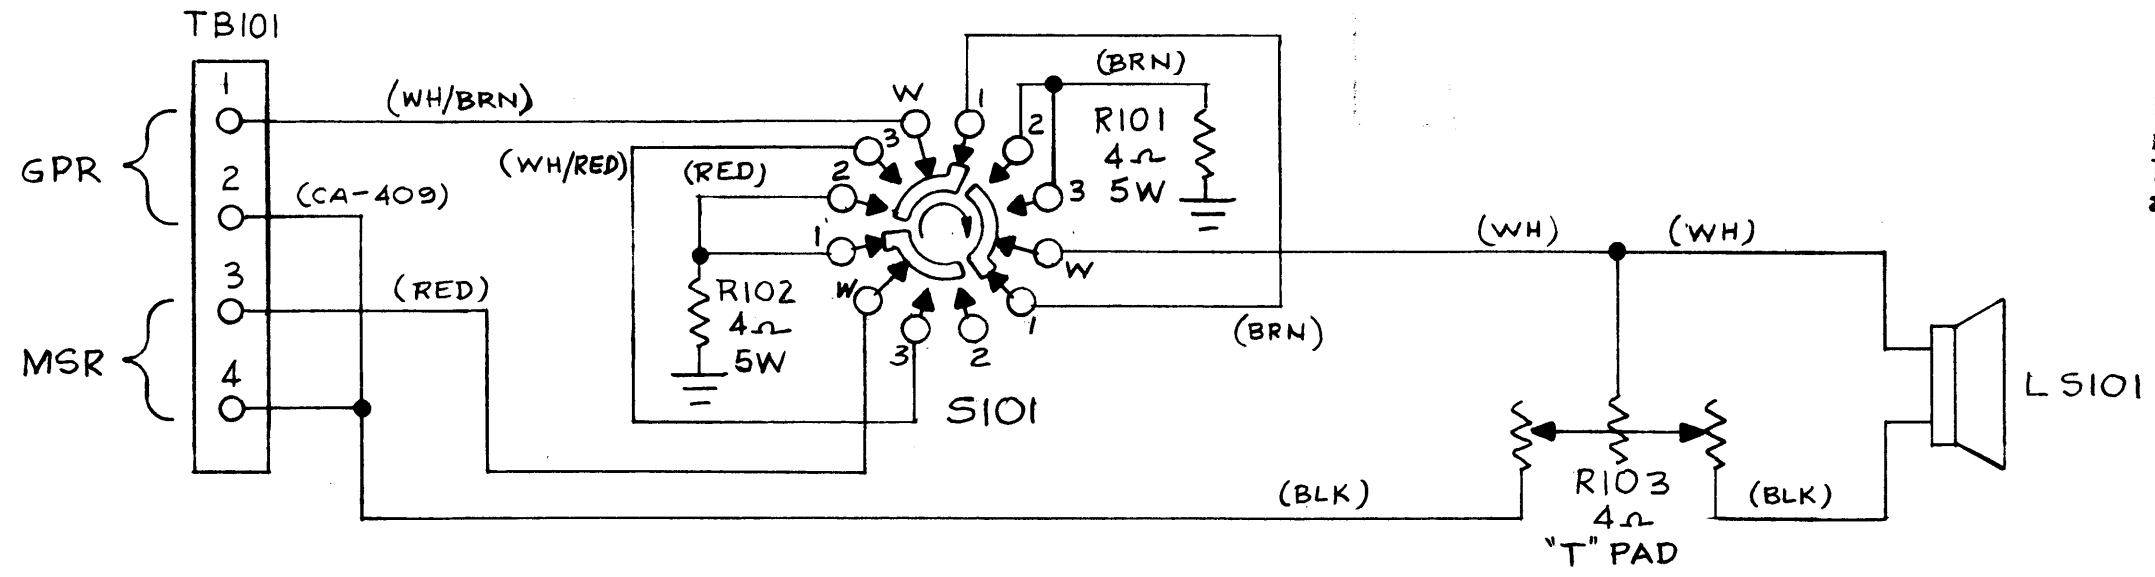 TB101
1
(WH/BRN)
W
1
(BRN)
2
3
R101
4Ω
5W
GPR
2
(CA-409)
(WH/RED)
(RED)
2
3
1
W
(WH)
(WH)
3
(RED)
R102
4Ω
5W
W
3
2
1
(BRN)
MSR
4
S101
LS101
(BLK)
R103
4Ω
"T" PAD
(BLK)